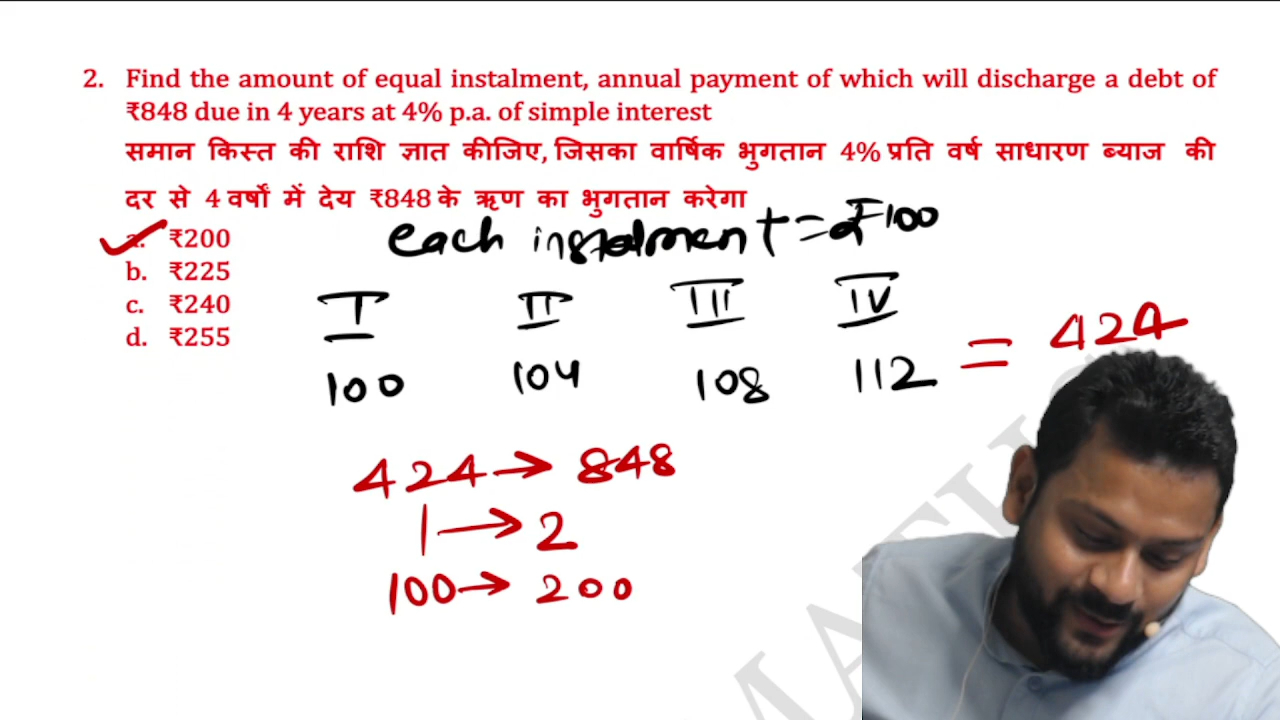 2. Find the amount of equal instalment, annual payment of which will discharge a debt of
₹848 due in 4 years at 4% p.a. of simple interest
समान किस्त की राशि ज्ञात कीजिए, जिसका वार्षिक भुगतान 4% प्रति वर्ष साधारण ब्याज की
दर से 4 वर्षों में देय ₹848 के ऋण का भुगतान करेगा
a. ₹200
b. ₹225
c. ₹240
d. ₹255
each instalment = ₹100
I II III IV
100 104 108 112 = 424
424 → 848
1 → 2
100 → 200